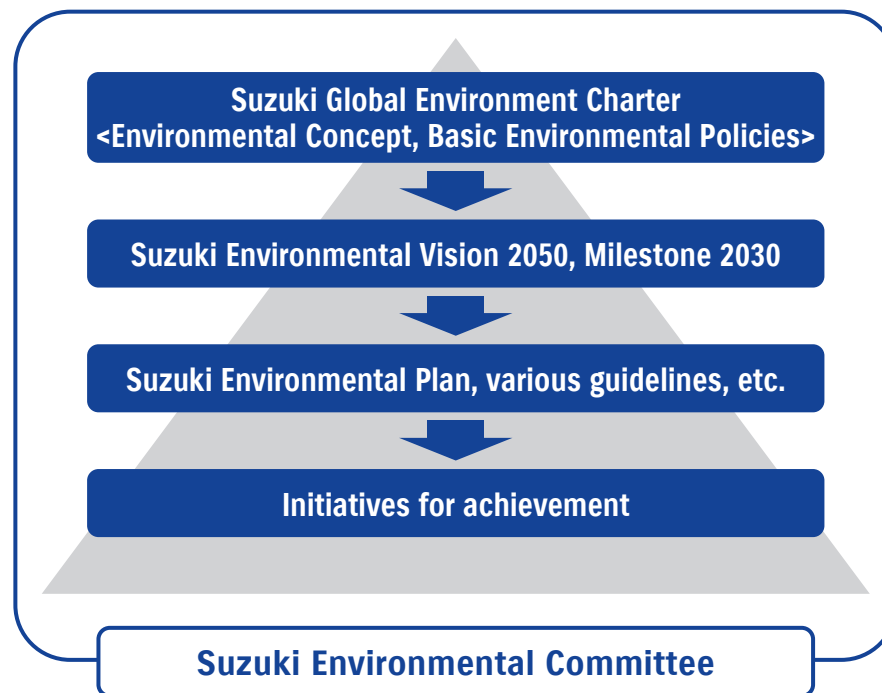 Suzuki Global Environment Charter
<Environmental Concept, Basic Environmental Policies>
Suzuki Environmental Vision 2050, Milestone 2030
Suzuki Environmental Plan, various guidelines, etc.
Initiatives for achievement
Suzuki Environmental Committee